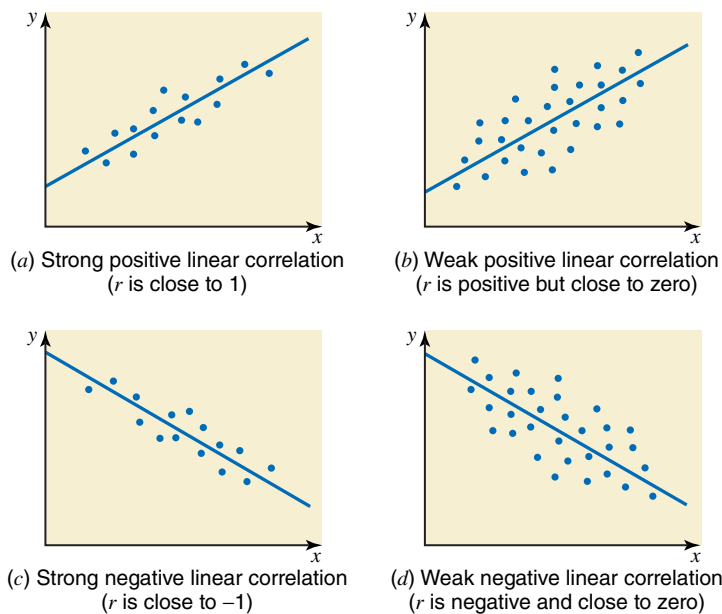 y
x
(a) Strong positive linear correlation
(r is close to 1)
y
x
(b) Weak positive linear correlation
(r is positive but close to zero)
y
x
(c) Strong negative linear correlation
(r is close to −1)
y
x
(d) Weak negative linear correlation
(r is negative and close to zero)